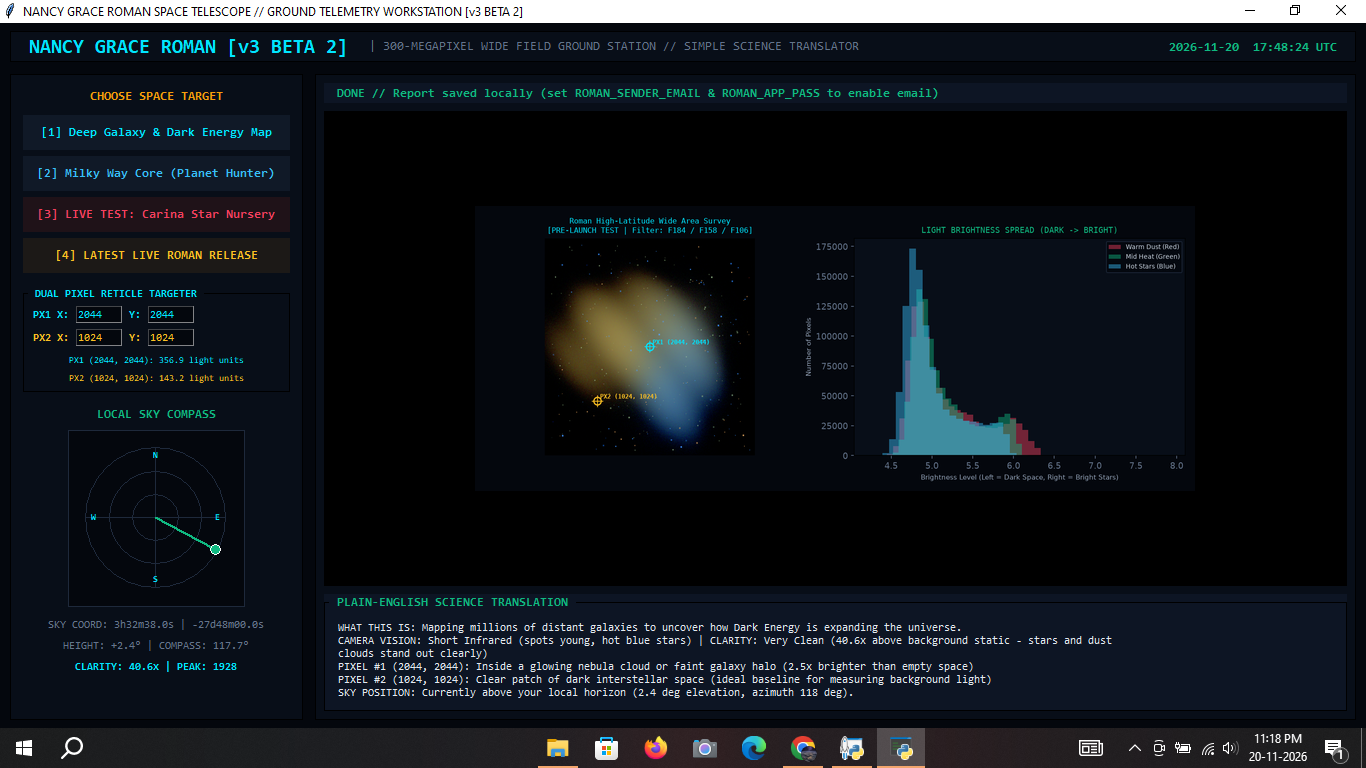 NANCY GRACE ROMAN SPACE TELESCOPE // GROUND TELEMETRY WORKSTATION [v3 BETA 2]
NANCY GRACE ROMAN [v3 BETA 2]
| 300-MEGAPIXEL WIDE FIELD GROUND STATION // SIMPLE SCIENCE TRANSLATOR
2026-11-20 17:48:24 UTC
CHOOSE SPACE TARGET
[1] Deep Galaxy & Dark Energy Map
[2] Milky Way Core (Planet Hunter)
[3] LIVE TEST: Carina Star Nursery
[4] LATEST LIVE ROMAN RELEASE
DUAL PIXEL RETICLE TARGETER
PX1 X: 2044 Y: 2044
PX2 X: 1024 Y: 1024
PX1 (2044, 2044): 356.9 light units
PX2 (1024, 1024): 143.2 light units
LOCAL SKY COMPASS
N
W
E
S
SKY COORD: 3h32m38.0s | -27d48m00.0s
HEIGHT: +2.4° | COMPASS: 117.7°
CLARITY: 40.6x | PEAK: 1928
DONE // Report saved locally (set ROMAN_SENDER_EMAIL & ROMAN_APP_PASS to enable email)
Roman High-Latitude Wide Area Survey
[PRE-LAUNCH TEST | Filter: F184 / F158 / F106]
PX1 (2044, 2044)
PX2 (1024, 1024)
LIGHT BRIGHTNESS SPREAD (DARK -> BRIGHT)
Warm Dust (Red)
Mid Heat (Green)
Hot Stars (Blue)
Number of Pixels
175000
150000
125000
100000
75000
50000
25000
0
4.5 5.0 5.5 6.0 6.5 7.0 7.5 8.0
Brightness Level (Left = Dark Space, Right = Bright Stars)
PLAIN-ENGLISH SCIENCE TRANSLATION
WHAT THIS IS: Mapping millions of distant galaxies to uncover how Dark Energy is expanding the universe.
CAMERA VISION: Short Infrared (spots young, hot blue stars) | CLARITY: Very Clean (40.6x above background static - stars and dust
clouds stand out clearly)
PIXEL #1 (2044, 2044): Inside a glowing nebula cloud or faint galaxy halo (2.5x brighter than empty space)
PIXEL #2 (1024, 1024): Clear patch of dark interstellar space (ideal baseline for measuring background light)
SKY POSITION: Currently above your local horizon (2.4 deg elevation, azimuth 118 deg).
11:18 PM
20-11-2026
1